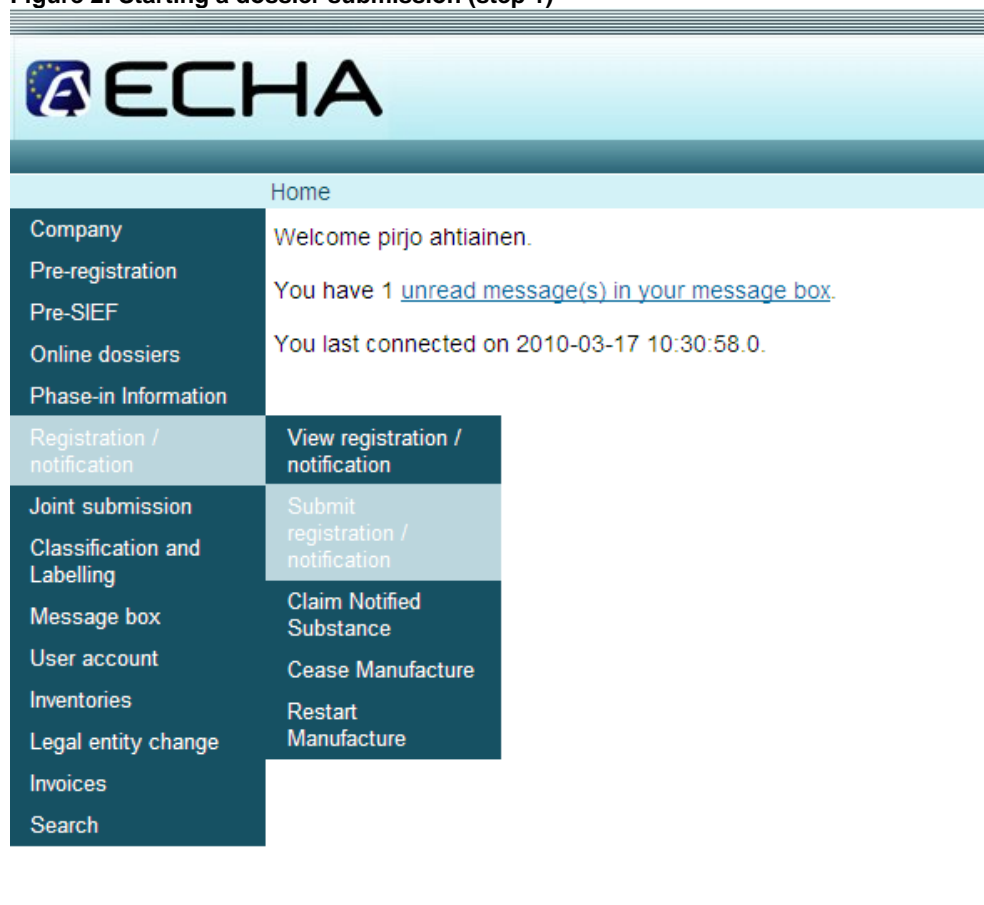 Figure 2. Starting a dossier submission (step 1)
ECHA
Home
Welcome pirjo ahtiainen.
You have 1 unread message(s) in your message box.
You last connected on 2010-03-17 10:30:58.0.
Company
Pre-registration
Pre-SIEF
Online dossiers
Phase-in Information
Registration /
notification
View registration /
notification
Submit
registration /
notification
Claim Notified
Substance
Cease Manufacture
Restart
Manufacture
Joint submission
Classification and
Labelling
Message box
User account
Inventories
Legal entity change
Invoices
Search